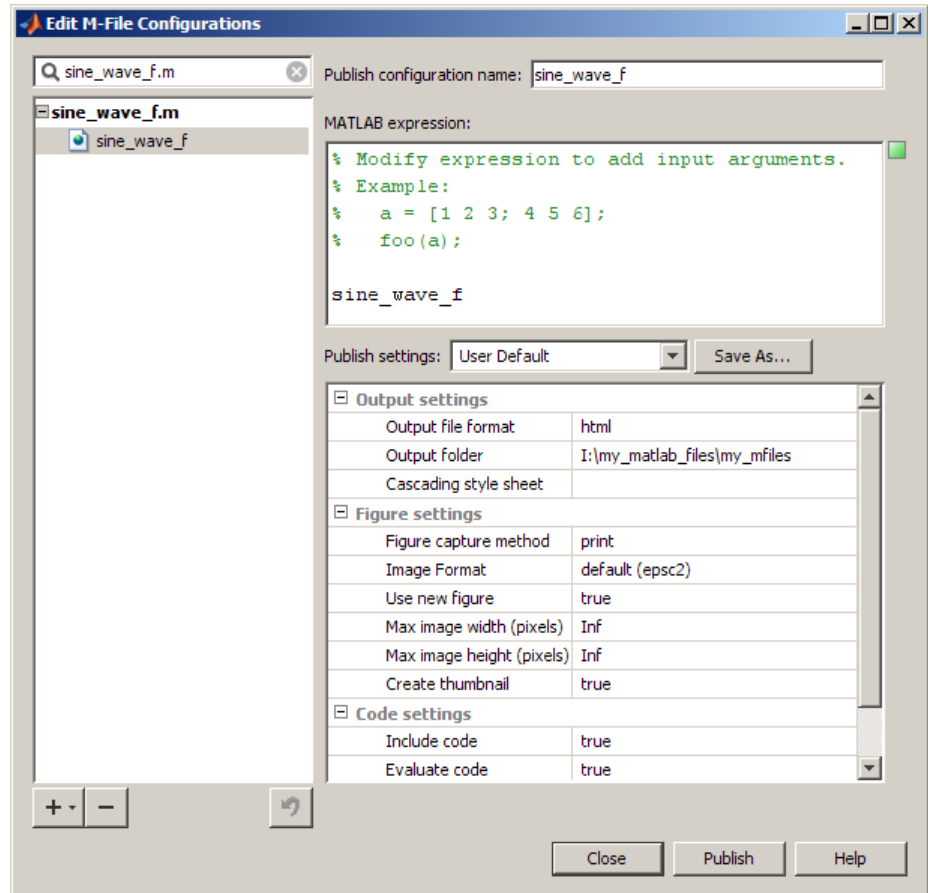 Edit M-File Configurations
sine_wave_f.m
sine_wave_f.m
sine_wave_f
Publish configuration name: sine_wave_f
MATLAB expression:
% Modify expression to add input arguments.
% Example:
%   a = [1 2 3; 4 5 6];
%   foo(a);
sine_wave_f
Publish settings: User Default Save As...
Output settings
Output file format html
Output folder I:\my_matlab_files\my_mfiles
Cascading style sheet
Figure settings
Figure capture method print
Image Format default (epsc2)
Use new figure true
Max image width (pixels) Inf
Max image height (pixels) Inf
Create thumbnail true
Code settings
Include code true
Evaluate code true
Close Publish Help